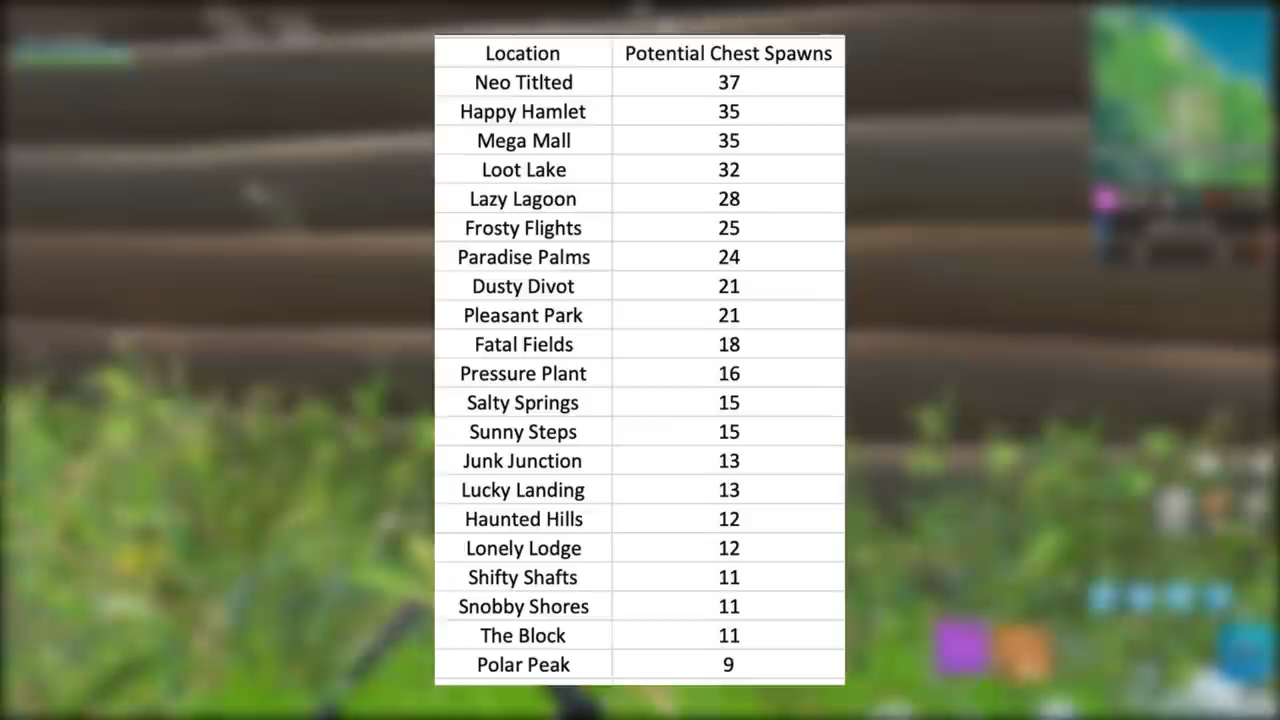 Location Potential Chest Spawns
Neo Titlted 37
Happy Hamlet 35
Mega Mall 35
Loot Lake 32
Lazy Lagoon 28
Frosty Flights 25
Paradise Palms 24
Dusty Divot 21
Pleasant Park 21
Fatal Fields 18
Pressure Plant 16
Salty Springs 15
Sunny Steps 15
Junk Junction 13
Lucky Landing 13
Haunted Hills 12
Lonely Lodge 12
Shifty Shafts 11
Snobby Shores 11
The Block 11
Polar Peak 9